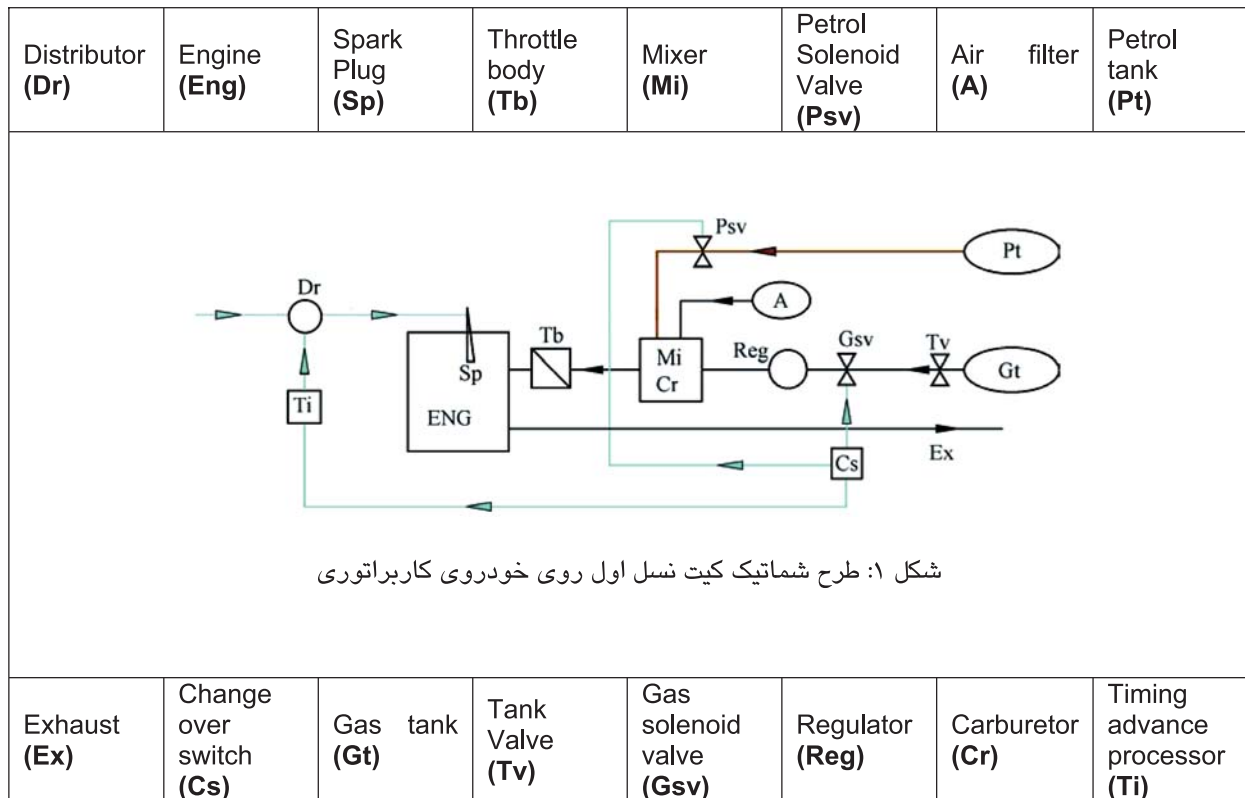 Distributor
(Dr)
Engine
(Eng)
Spark
Plug
(Sp)
Throttle
body
(Tb)
Mixer
(Mi)
Petrol
Solenoid
Valve
(Psv)
Air filter
(A)
Petrol
tank
(Pt)
Psv
Pt
Dr
A
Tb
Gsv
Tv
Reg
Mi
Cr
Sp
Gt
Ti
ENG
Ex
Cs
شکل ۱: طرح شماتیک کیت نسل اول روی خودروی کاربراتوری
Exhaust
(Ex)
Change
over
switch
(Cs)
Gas tank
(Gt)
Tank
Valve
(Tv)
Gas
solenoid
valve
(Gsv)
Regulator
(Reg)
Carburetor
(Cr)
Timing
advance
processor
(Ti)